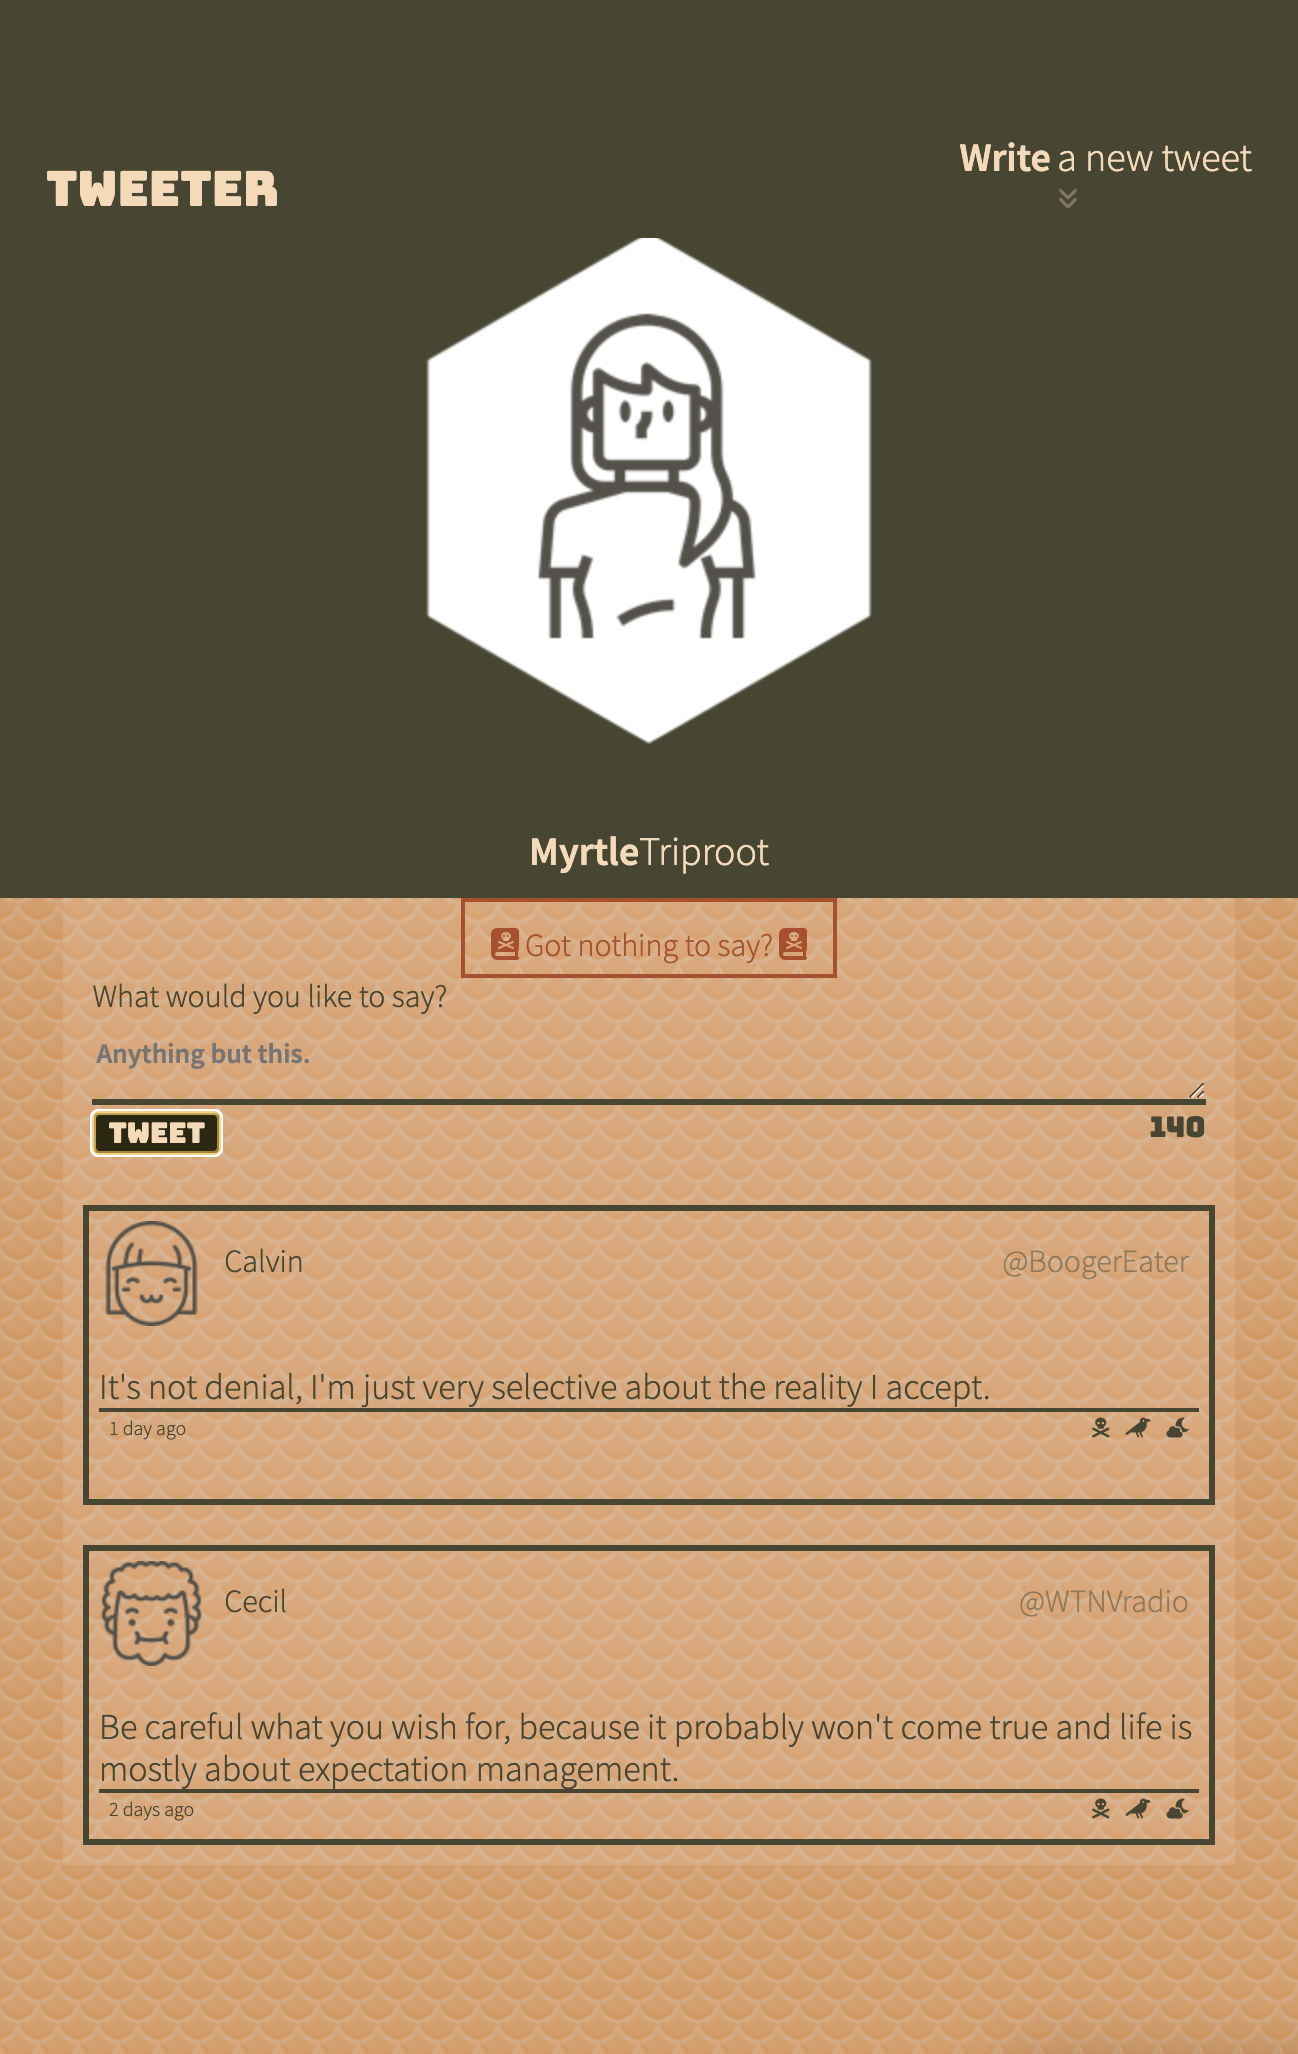 TWEETER
Write a new tweet
MyrtleTriproot
Got nothing to say?
What would you like to say?
Anything but this.
TWEET
140
Calvin
@BoogerEater
It's not denial, I'm just very selective about the reality I accept.
1 day ago
Cecil
@WTNVradio
Be careful what you wish for, because it probably won't come true and life is
mostly about expectation management.
2 days ago